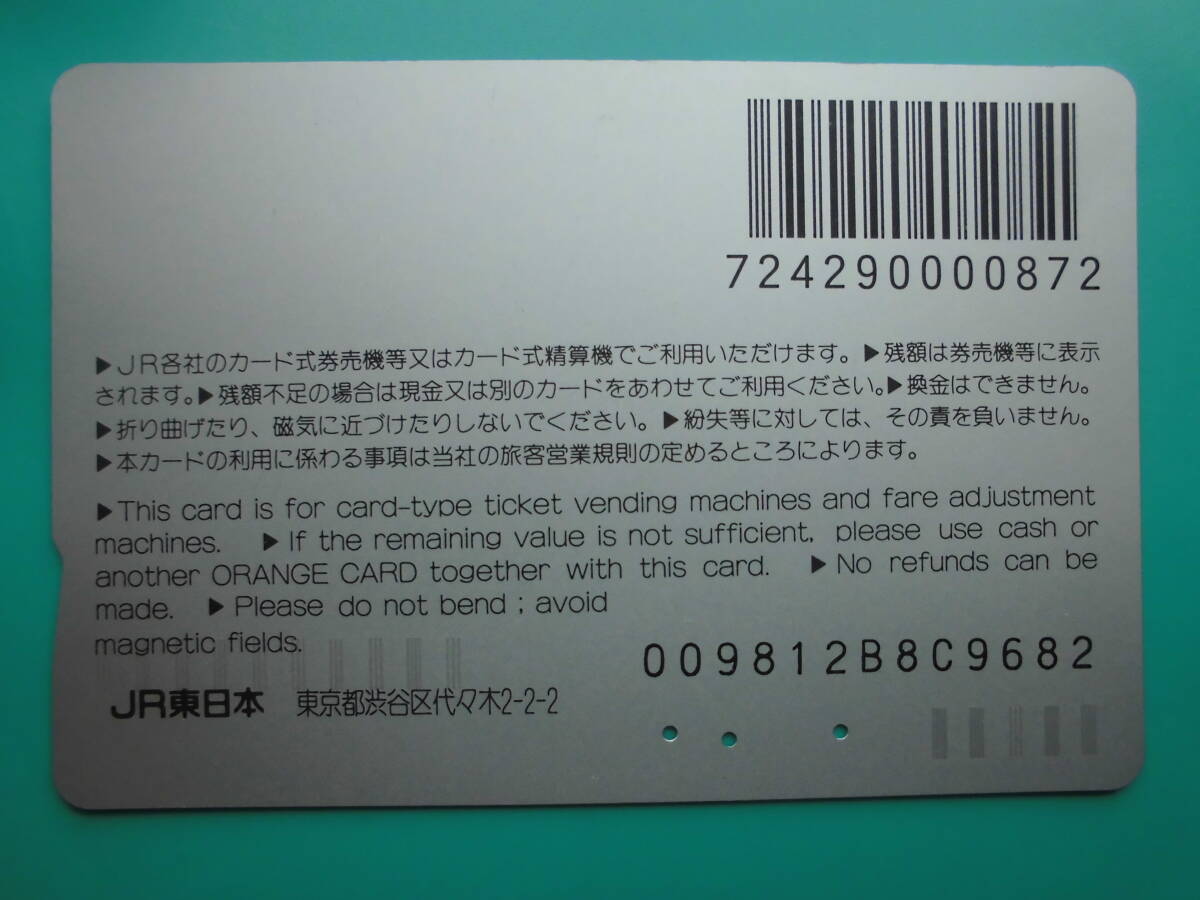 724290000872
▶JR各社のカード式券売機等又はカード式精算機でご利用いただけます。▶残額は券売機等に表示
されます。▶残額不足の場合は現金又は別のカードをあわせてご利用ください。▶換金はできません。
▶折り曲げたり、磁気に近づけたりしないでください。▶紛失等に対しては、その責を負いません。
▶本カードの利用に係わる事項は当社の旅客営業規則の定めるところによります。
▶This card is for card-type ticket vending machines and fare adjustment
machines. ▶If the remaining value is not sufficient, please use cash or
another ORANGE CARD together with this card. ▶No refunds can be
made. ▶Please do not bend ; avoid
magnetic fields.
009812B8C9682
JR東日本 東京都渋谷区代々木2-2-2